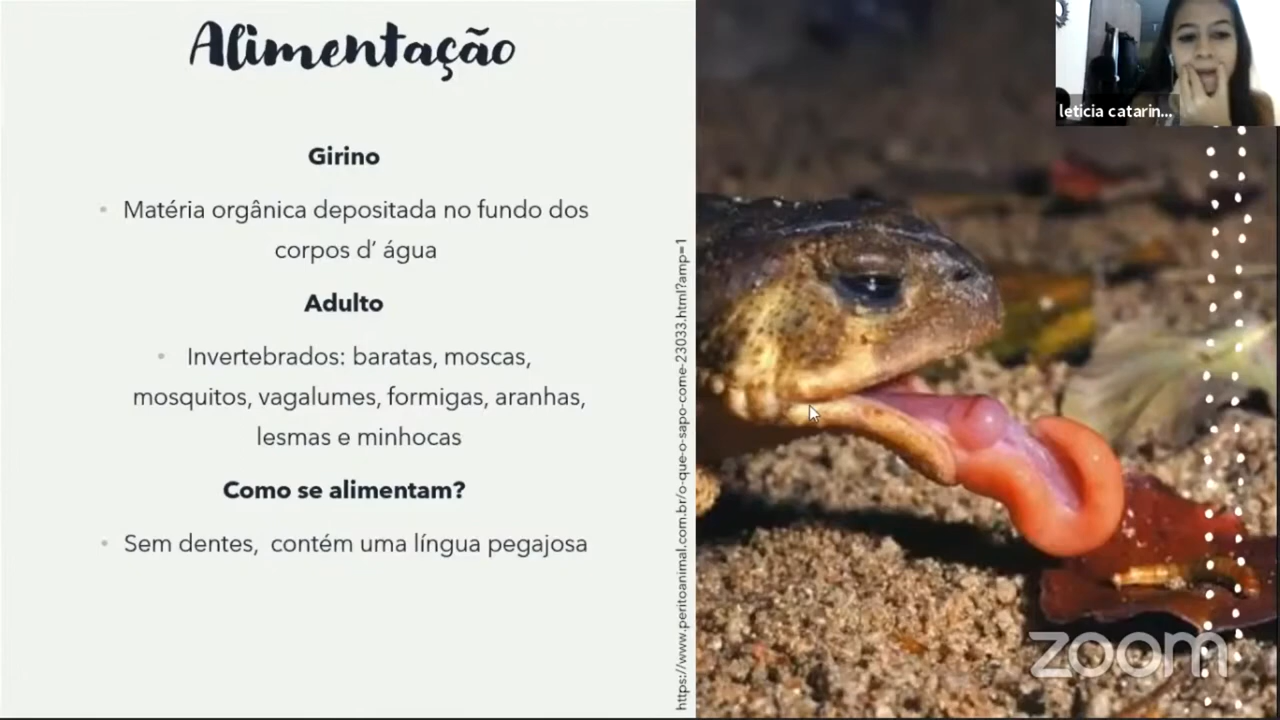 Alimentação
Girino
Matéria orgânica depositada no fundo dos
corpos d’ água
Adulto
Invertebrados: baratas, moscas,
mosquitos, vagalumes, formigas, aranhas,
lesmas e minhocas
Como se alimentam?
Sem dentes, contém uma língua pegajosa
https://www.peritoanimal.com.br/o-que-o-sapo-come-23033.html?amp=1
leticia catarin...
zoom